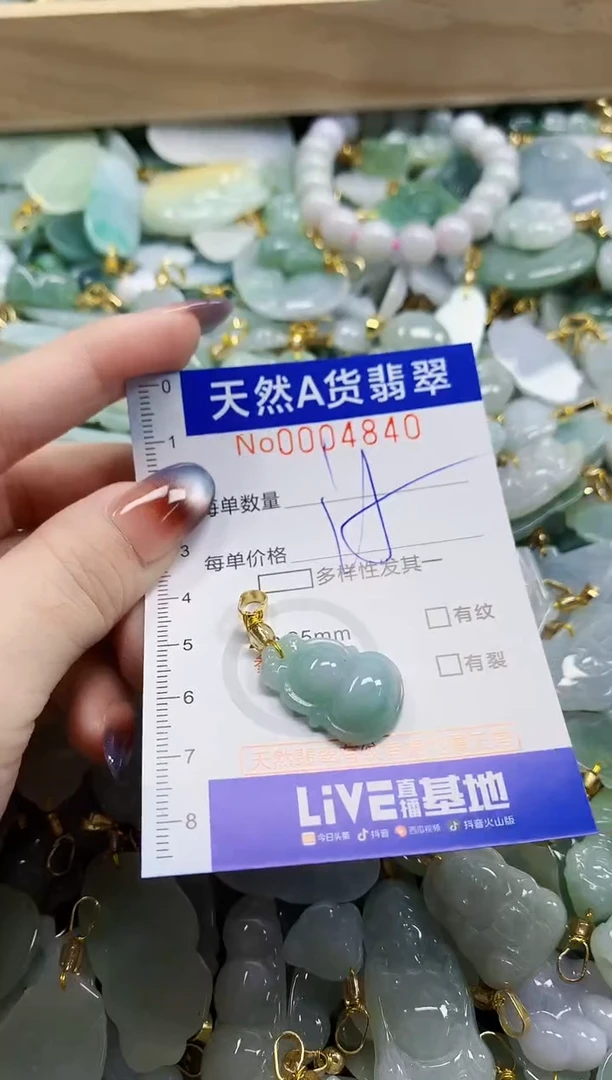 天然A货翡翠
No0004840
0
1
每单数量
3
每单价格
多样性发其一
4
有纹
5mm
5
有裂
6
7
LiVE直播基地
8
今日头条 抖音 西瓜视频 抖音火山版